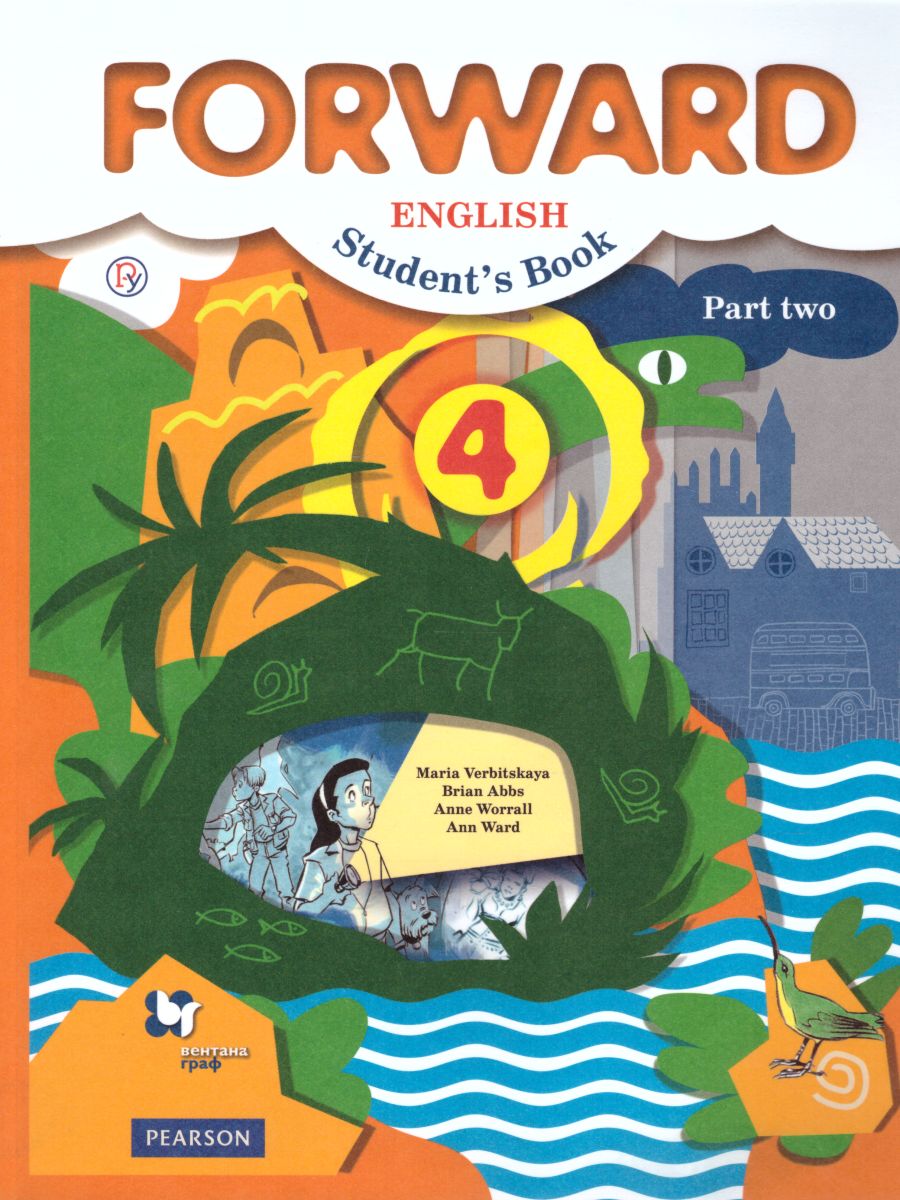 FORWARD
ENGLISH
Student's Book
Part two
4
Maria Verbitskaya
Brian Abbs
Anne Worrall
Ann Ward
вентана
граф
PEARSON